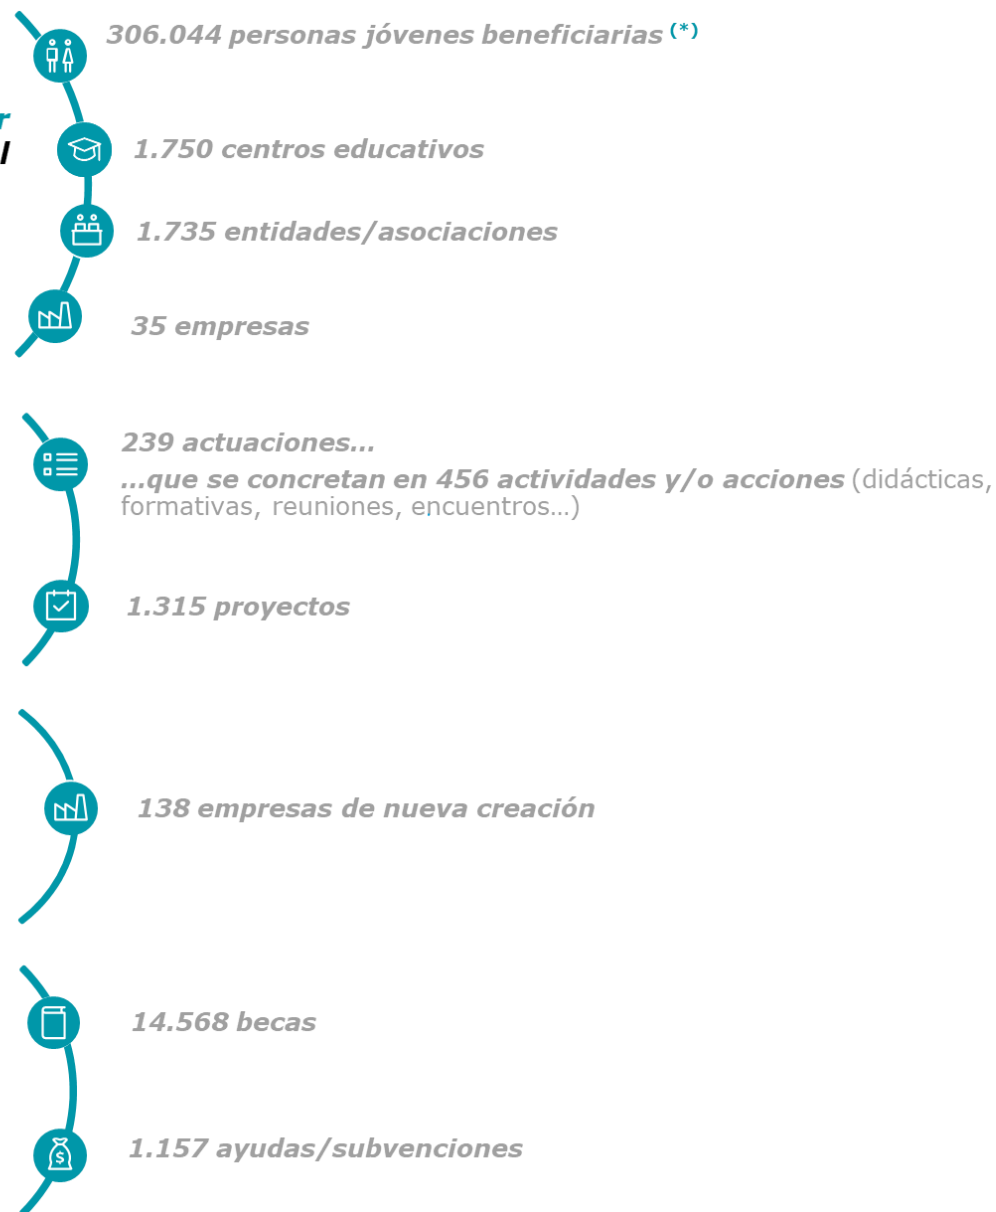 306.044 personas jóvenes beneficiarias (*)
r
l
1.750 centros educativos
1.735 entidades/asociaciones
35 empresas
239 actuaciones...
...que se concretan en 456 actividades y/o acciones (didácticas,
formativas, reuniones, encuentros...)
1.315 proyectos
138 empresas de nueva creación
14.568 becas
1.157 ayudas/subvenciones